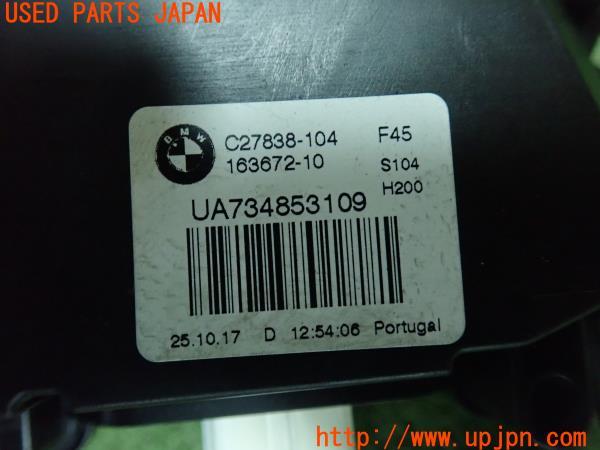 USED PARTS JAPAN
BMW
C27838-104 F45
163672-10 S104
H200
UA734853109
25.10.17 D 12:54:06 Portugal
http://www.upjpn.com/